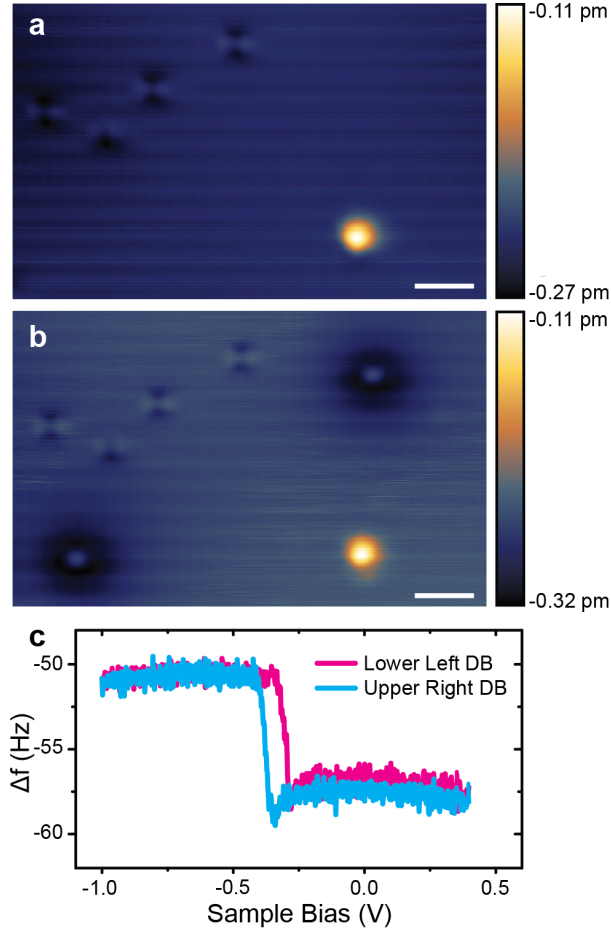 a
-0.11 pm
-0.27 pm
b
-0.11 pm
-0.32 pm
c
Lower Left DB
Upper Right DB
-50
-55
-60
Δf (Hz)
-1.0
-0.5
0.0
0.5
Sample Bias (V)